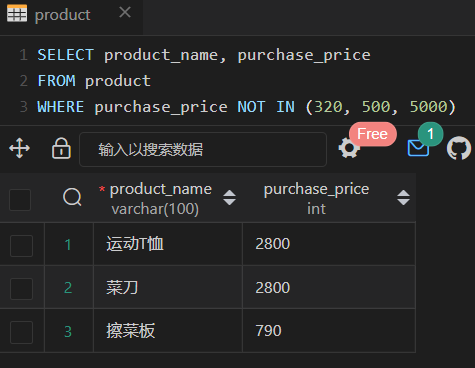 product
1 SELECT product_name, purchase_price
2 FROM product
3 WHERE purchase_price NOT IN (320, 500, 5000)
输入以搜索数据 Free 1
* product_name purchase_price
varchar(100) int
1 运动T恤 2800
2 菜刀 2800
3 擦菜板 790